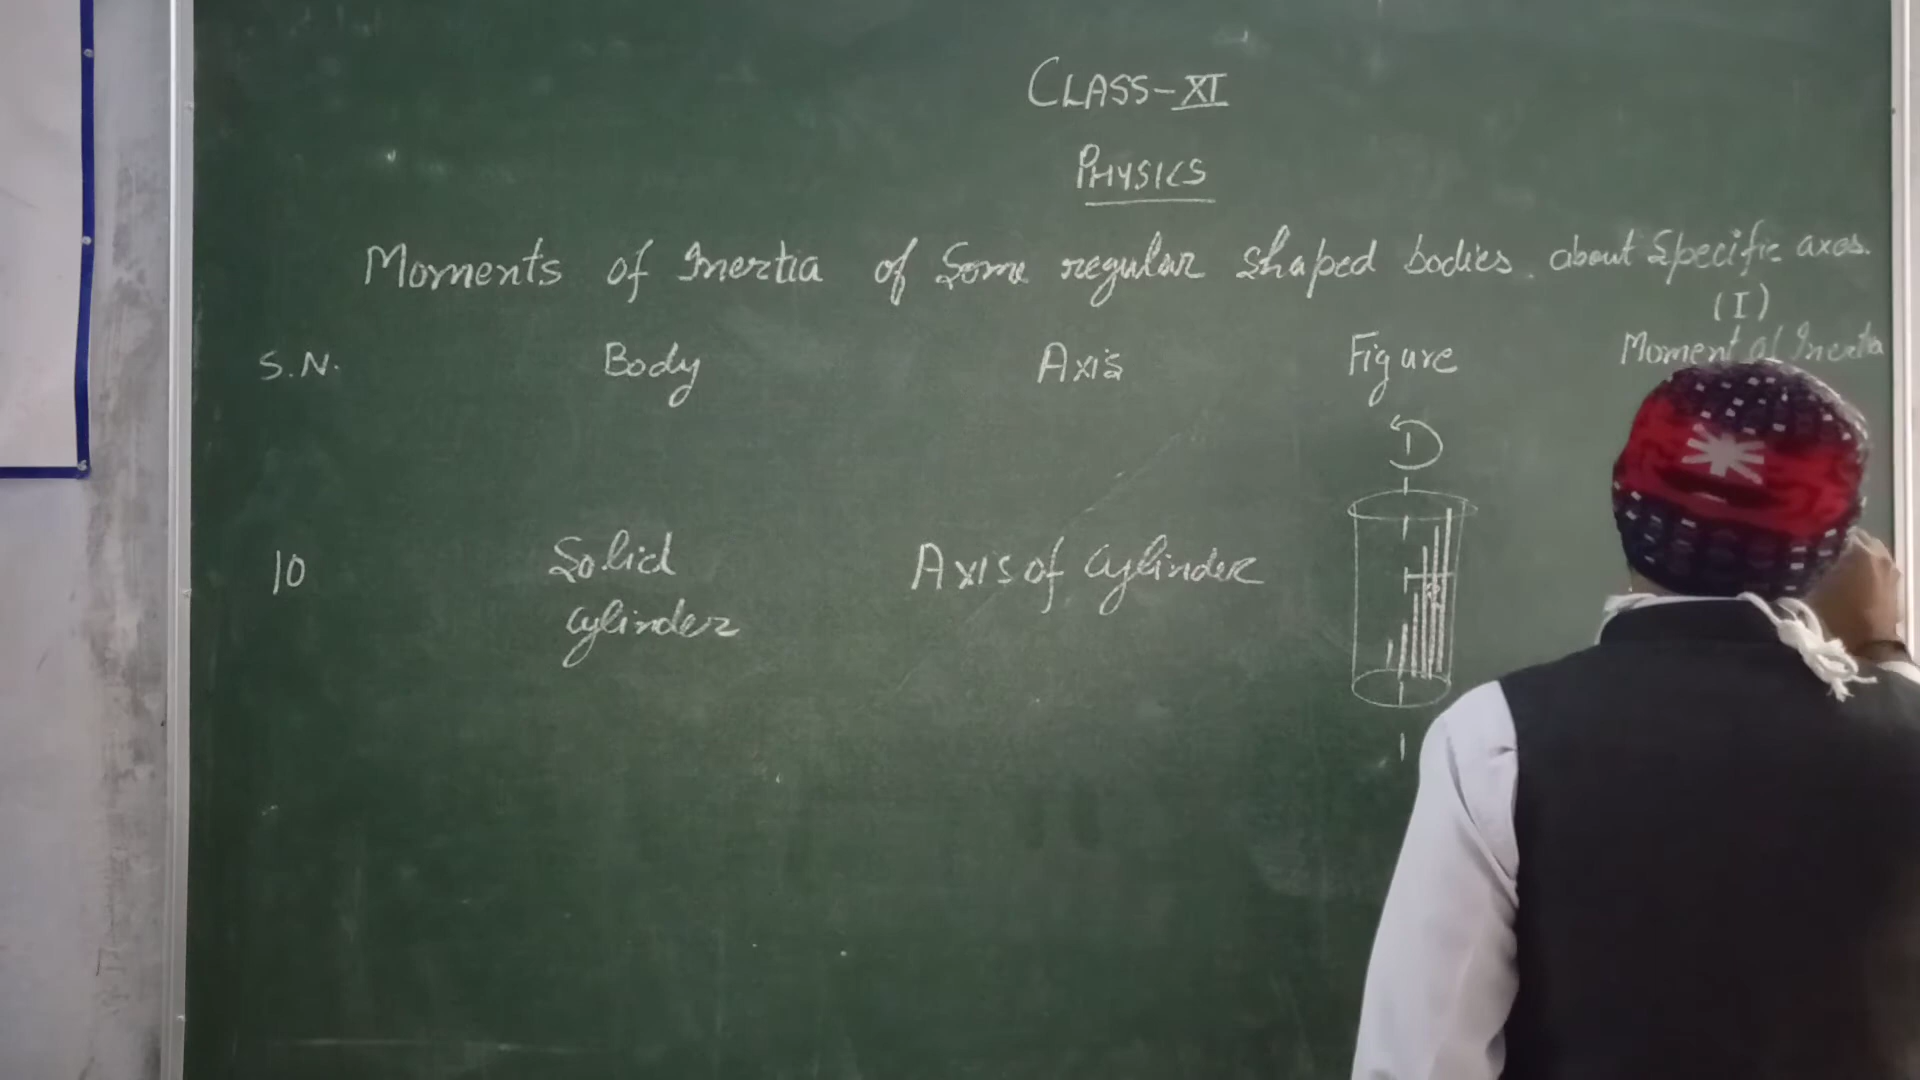 CLASS-XI
PHYSICS
Moments of Inertia of Some regular shaped bodies. about Specific axes.
(I)
S.N. Body Axis Figure Moment of Inertia
10 Solid cylinder Axis of cylinder